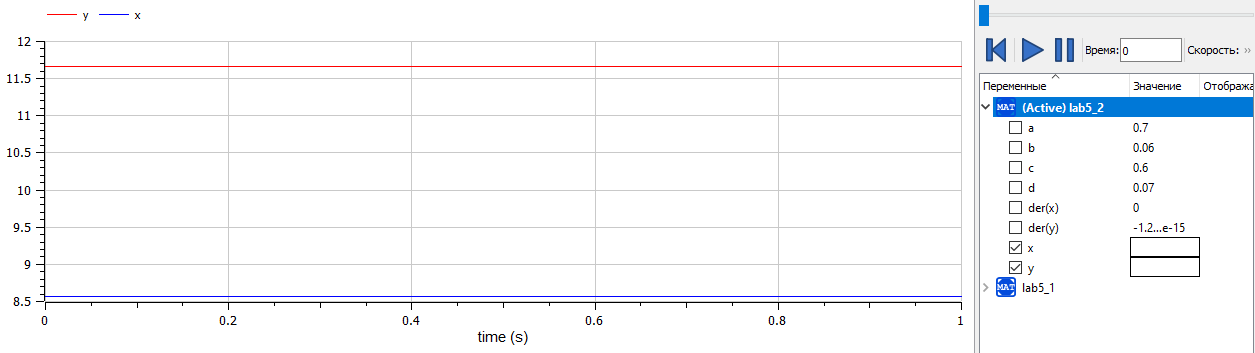 y x
12
11.5
11
10.5
10
9.5
9
8.5
0 0.2 0.4 0.6 0.8 1
time (s)
Время: 0 Скорость: »
Переменные Значение Отобража
MAT (Active) lab5_2
a 0.7
b 0.06
c 0.6
d 0.07
der(x) 0
der(y) -1.2...e-15
x
y
MAT lab5_1